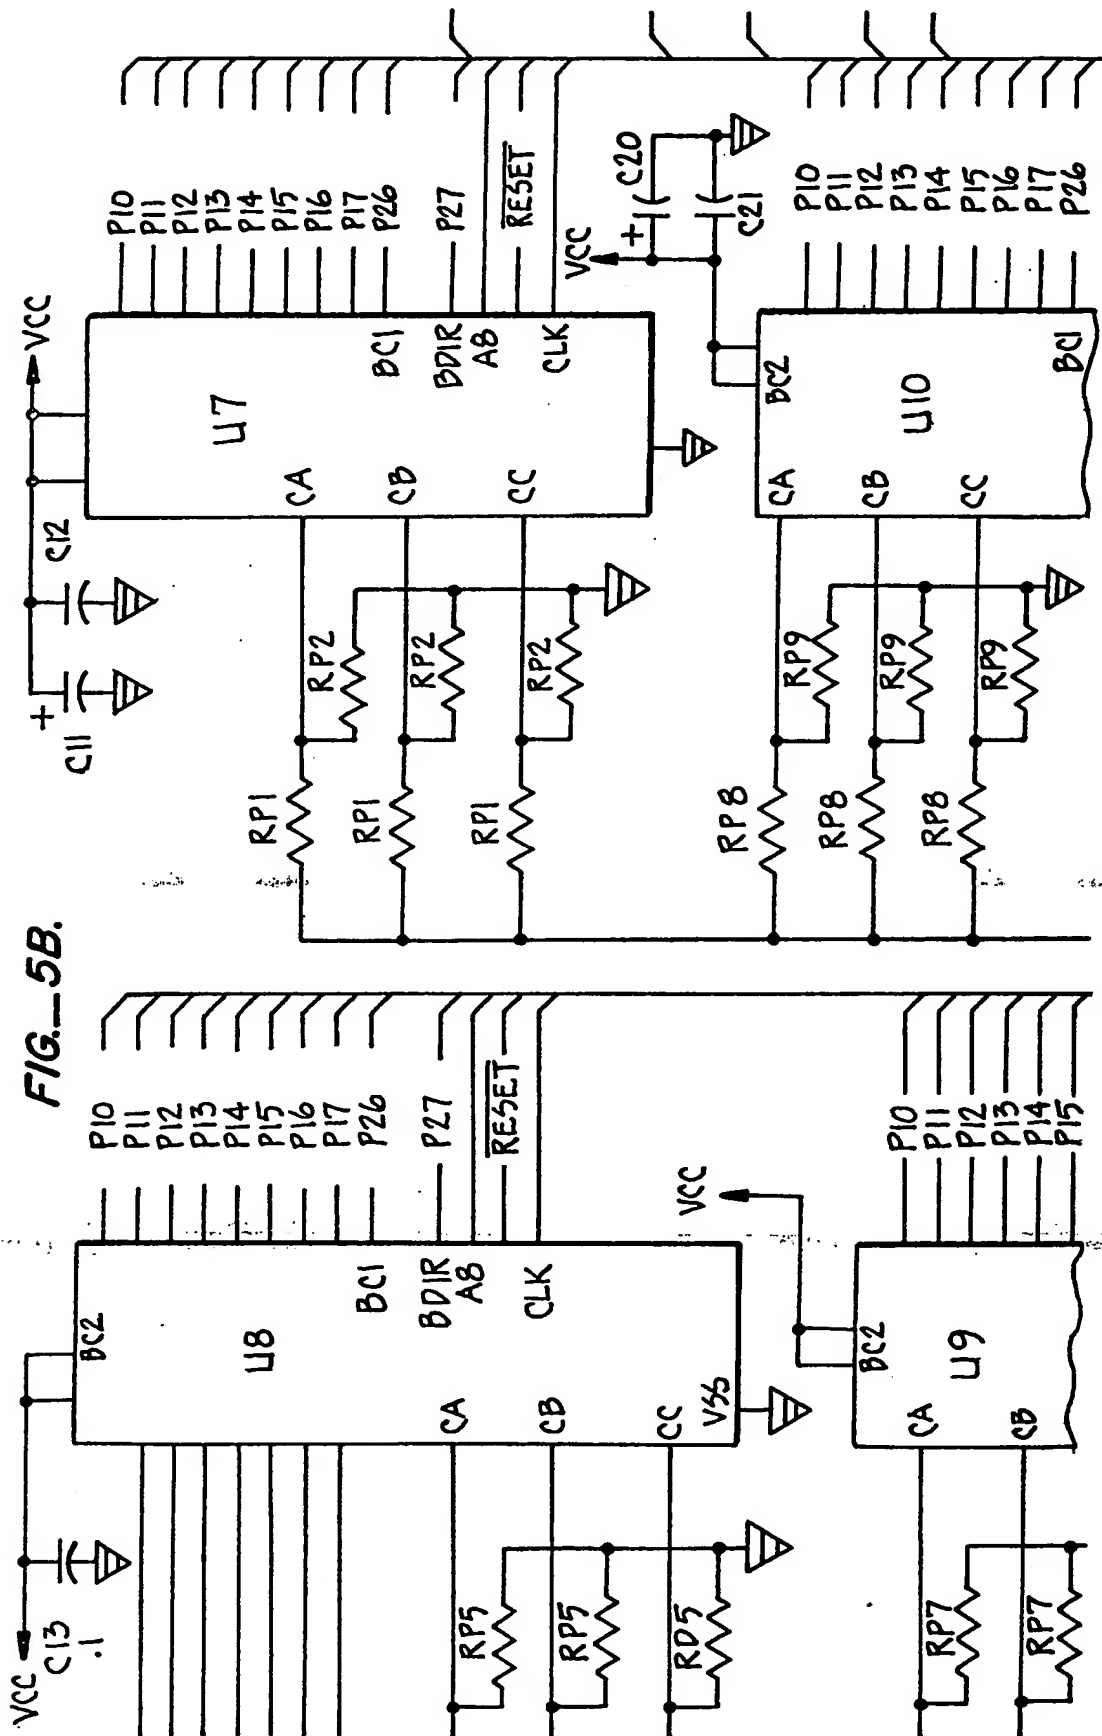 FIG._5B.
VCC
C11
+
C12
U7
P10
P11
P12
P13
P14
P15
P16
P17
BC1
P26
BDIR
P27
A8
RESET
CLK
CA
CB
CC
RP2
RP2
RP2
RP1
RP1
RP1
VCC
+
C20
C21
BC2
U10
P10
P11
P12
P13
P14
P15
P16
P17
P26
BC1
CA
CB
CC
RP9
RP9
RP9
RP8
RP8
RP8
VCC
C13
.1
BC2
U8
P10
P11
P12
P13
P14
P15
P16
P17
BC1
P26
BDIR
P27
A8
RESET
CLK
CA
CB
CC
VSS
RP5
RP5
RD5
VCC
BC2
U9
P10
P11
P12
P13
P14
P15
CA
CB
RP7
RP7